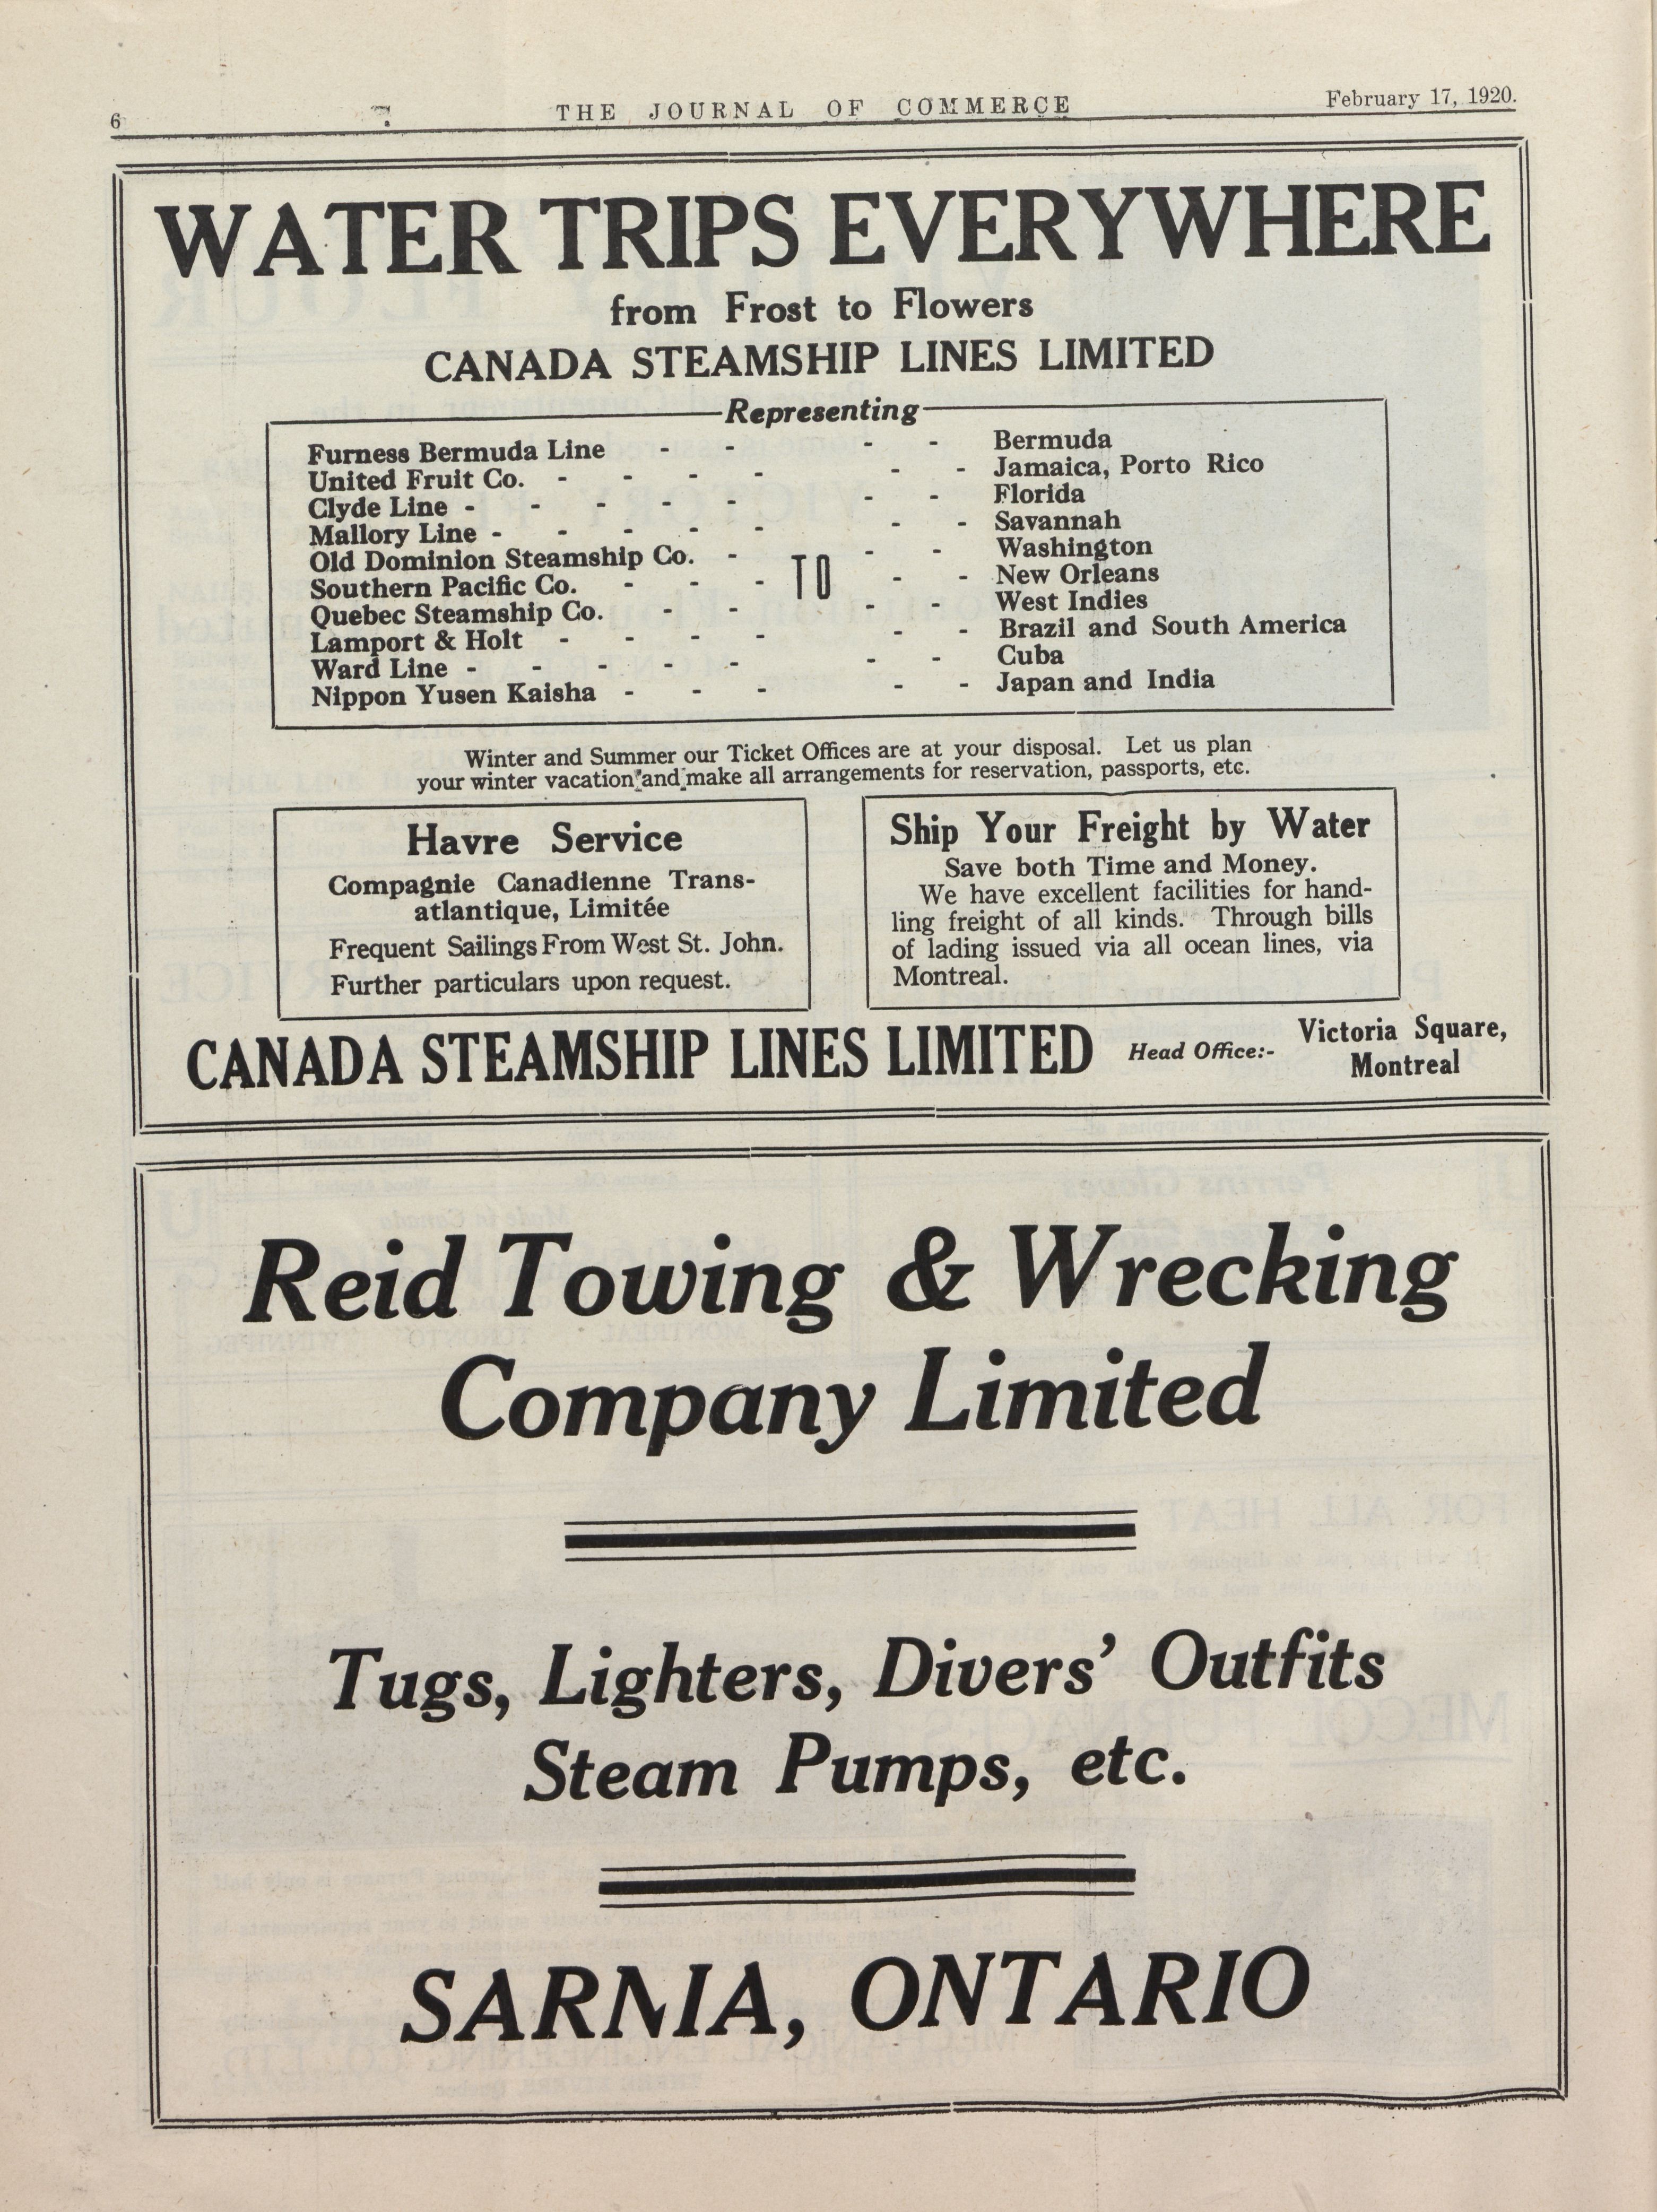 6 THE JOURNAL OF COMMERCE February 17, 1920.
WATER TRIPS EVERYWHERE
from Frost to Flowers
CANADA STEAMSHIP LINES LIMITED
Representing
Furness Bermuda Line - - - - Bermuda
United Fruit Co. - - - - - - Jamaica, Porto Rico
Clyde Line - - - - - - - Florida
Mallory Line - - - - - - - Savannah
Old Dominion Steamship Co. - - - Washington
TO
Southern Pacific Co. - - - - - New Orleans
Quebec Steamship Co. - - - - West Indies
Lamport & Holt - - - - - - Brazil and South America
Ward Line - - - - - - - Cuba
Nippon Yusen Kaisha - - - - - Japan and India
Winter and Summer our Ticket Offices are at your disposal. Let us plan
your winter vacation and make all arrangements for reservation, passports, etc.
Havre Service
Compagnie Canadienne Trans-
atlantique, Limitée
Frequent Sailings From West St. John.
Further particulars upon request.
Ship Your Freight by Water
Save both Time and Money.
We have excellent facilities for hand-
ling freight of all kinds. Through bills
of lading issued via all ocean lines, via
Montreal.
CANADA STEAMSHIP LINES LIMITED Head Office:- Victoria Square,
Montreal
Reid Towing & Wrecking
Company Limited
Tugs, Lighters, Divers' Outfits
Steam Pumps, etc.
SARNIA, ONTARIO